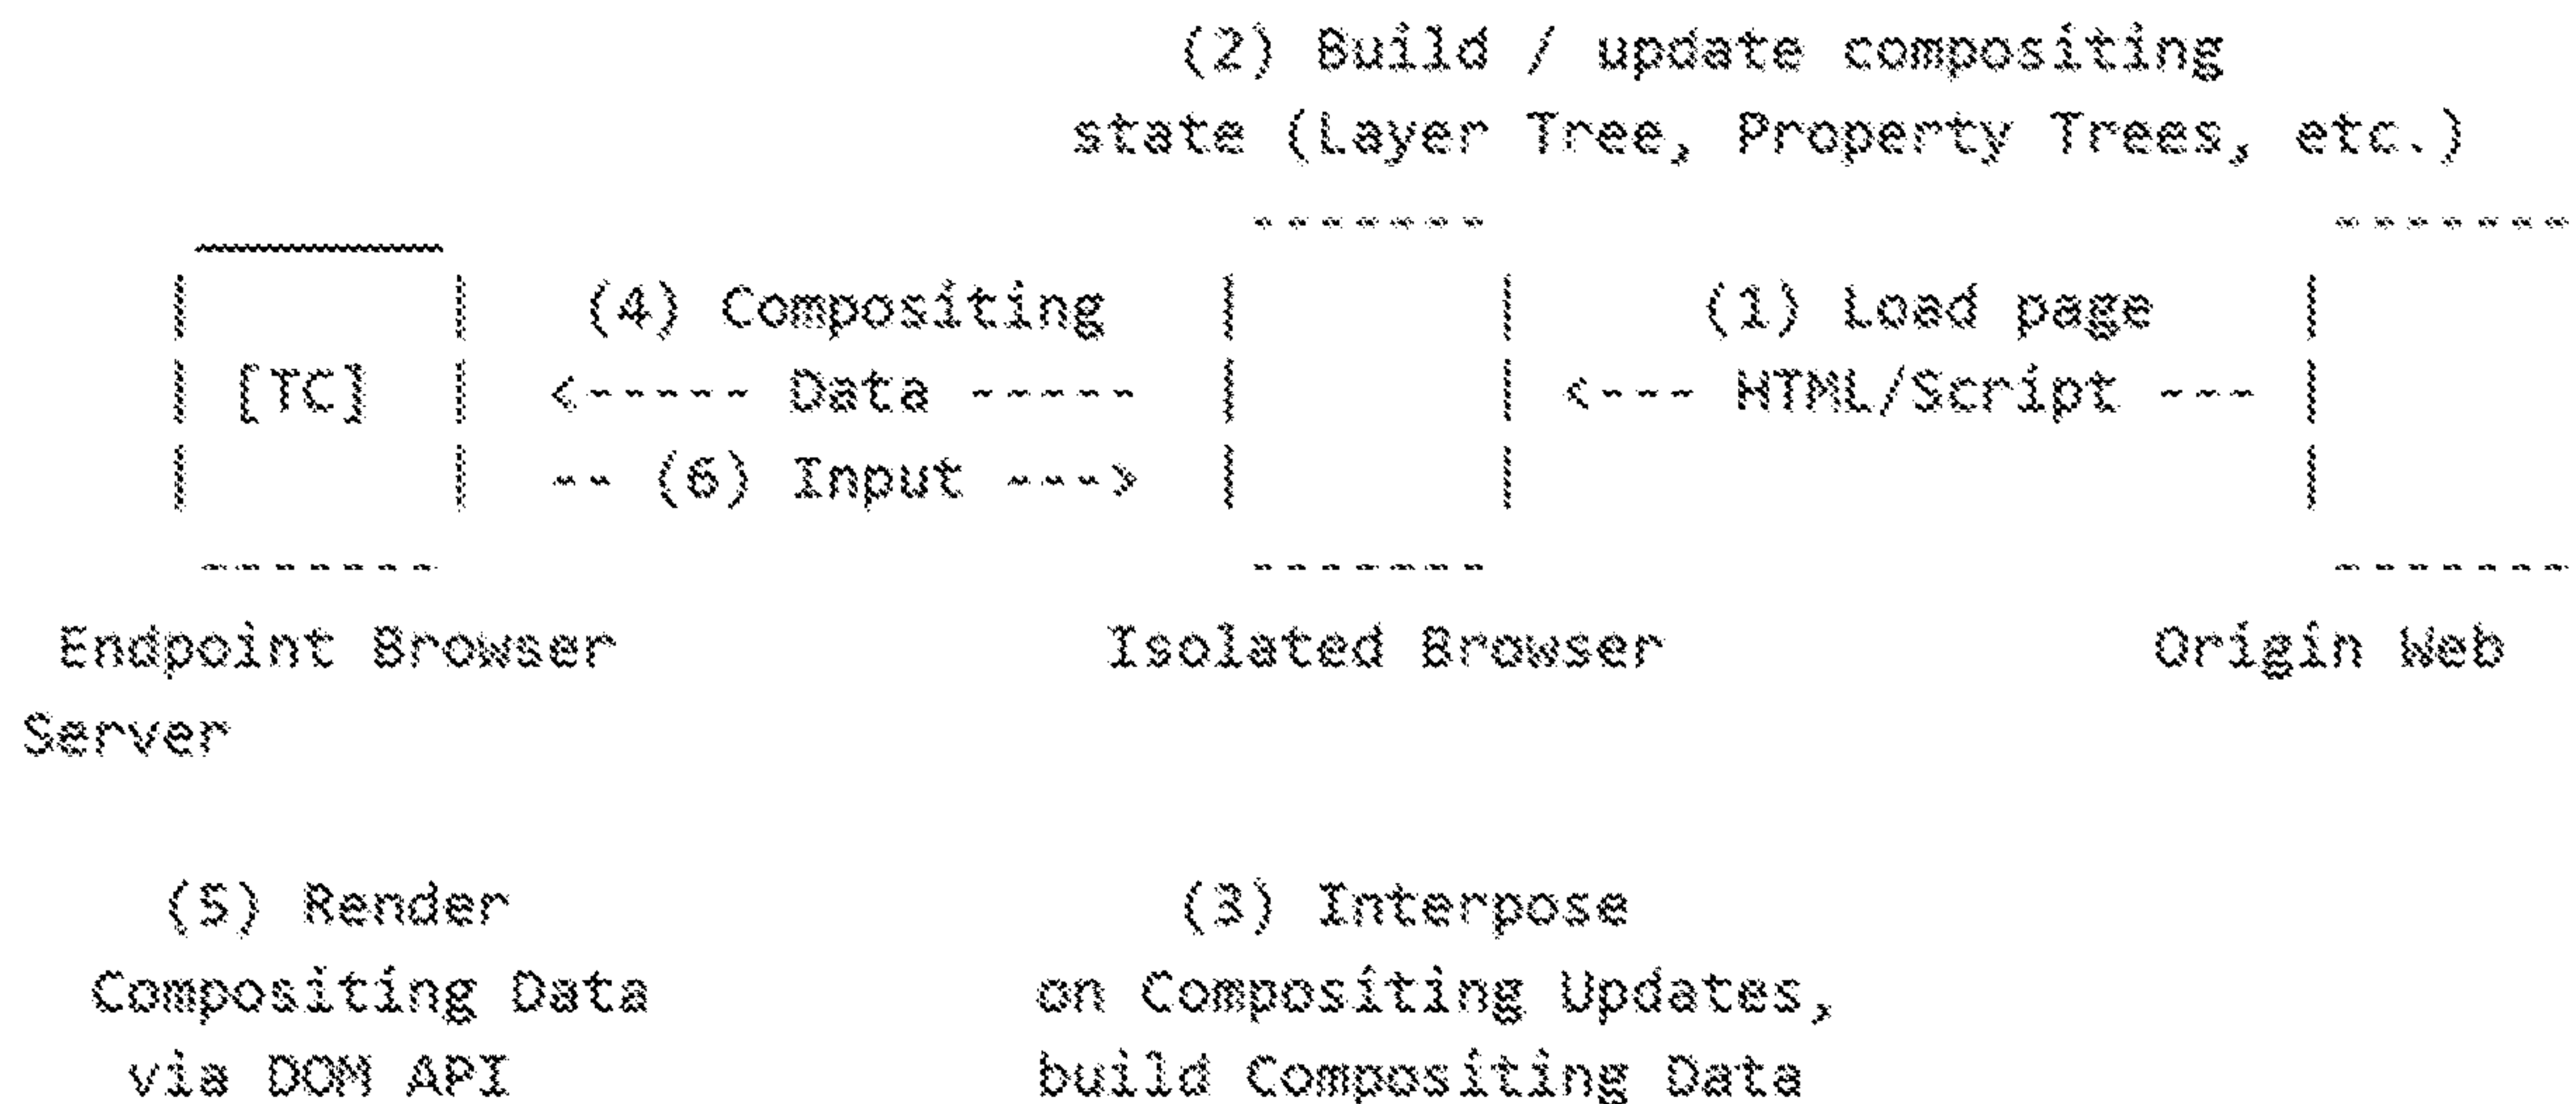 (2) Build / update compositing
state (Layer Tree, Property Trees, etc.)
(4) Compositing (1) Load page
[TC] <----- Data ----- <--- HTML/Script ---
-- (6) Input --->
Endpoint Browser Isolated Browser Origin Web
Server
(5) Render (3) Interpose
Compositing Data on Compositing Updates,
via DOM API build Compositing Data